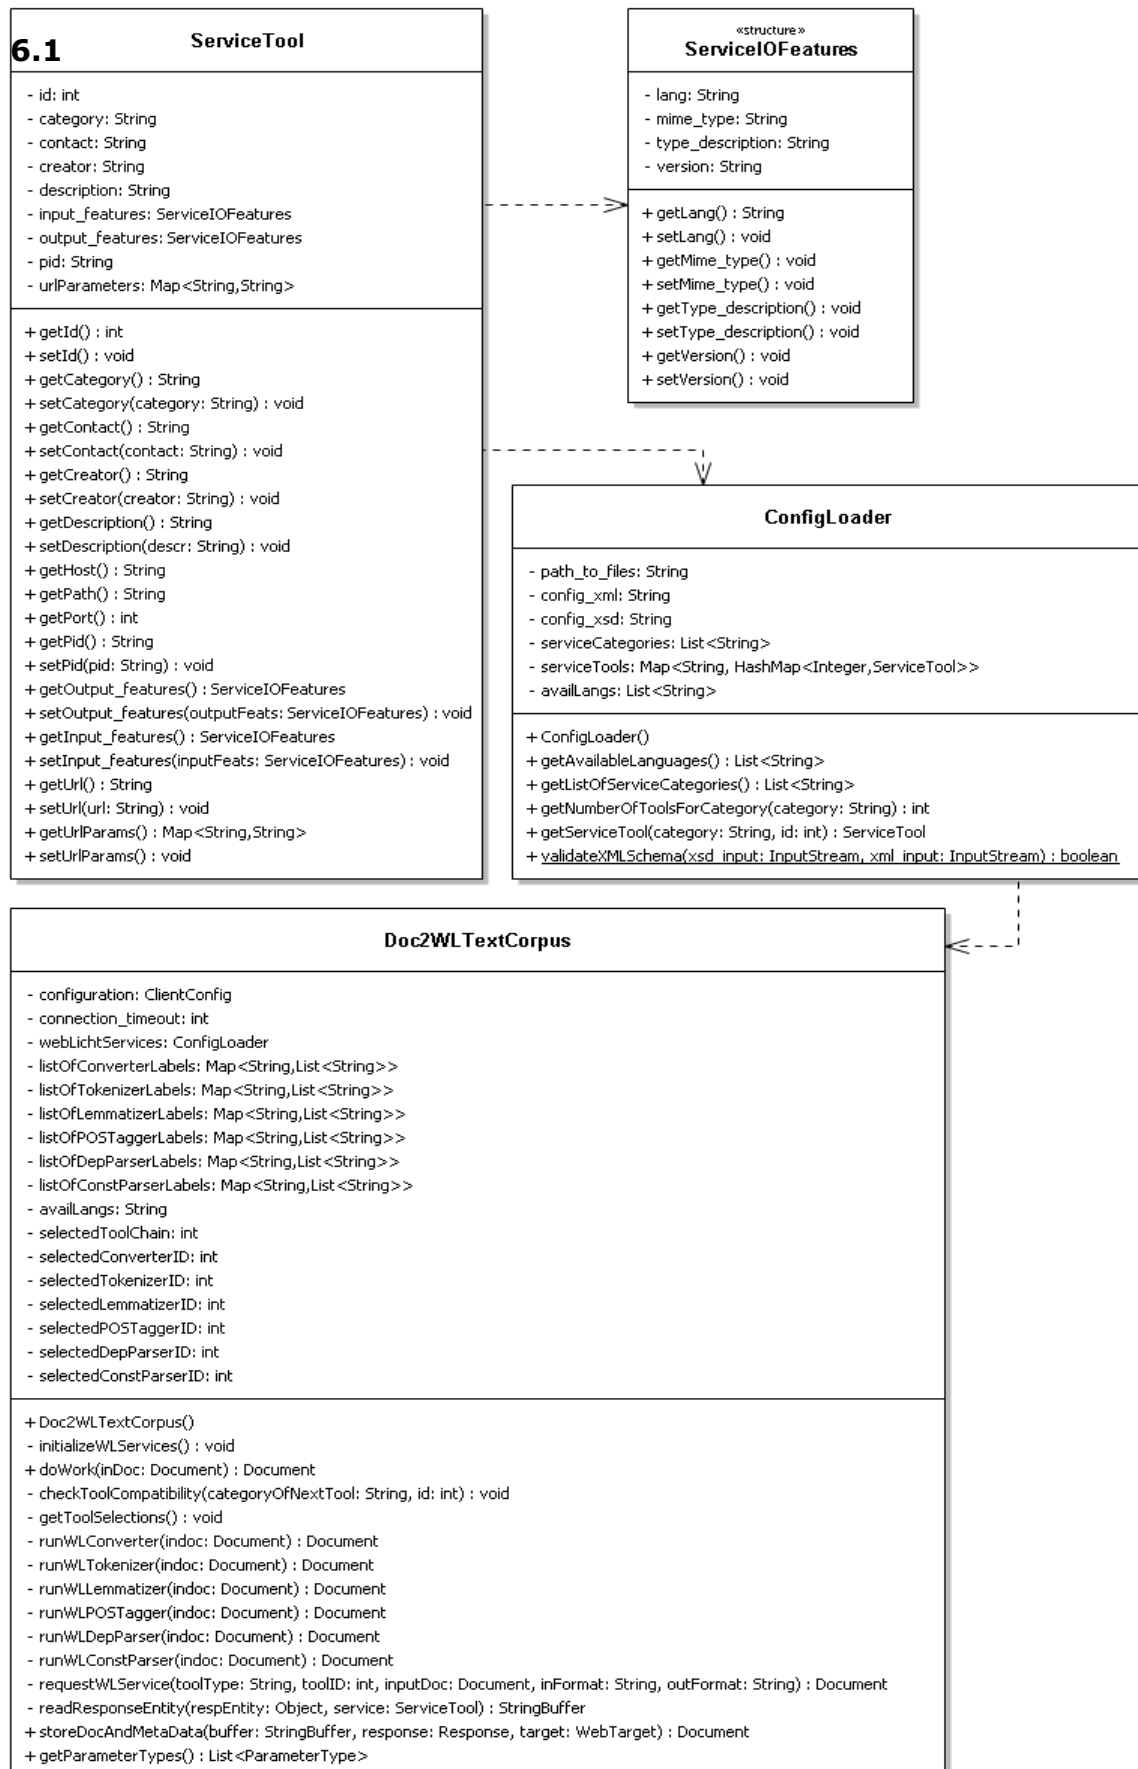 6.1
ServiceTool
- id: int
- category: String
- contact: String
- creator: String
- description: String
- input_features: ServiceIOFeatures
- output_features: ServiceIOFeatures
- pid: String
- urlParameters: Map<String,String>
+ getId() : int
+ setId() : void
+ getCategory() : String
+ setCategory(category: String) : void
+ getContact() : String
+ setContact(contact: String) : void
+ getCreator() : String
+ setCreator(creator: String) : void
+ getDescription() : String
+ setDescription(descr: String) : void
+ getHost() : String
+ getPath() : String
+ getPort() : int
+ getPid() : String
+ setPid(pid: String) : void
+ getOutput_features() : ServiceIOFeatures
+ setOutput_features(outputFeats: ServiceIOFeatures) : void
+ getInput_features() : ServiceIOFeatures
+ setInput_features(inputFeats: ServiceIOFeatures) : void
+ getUrl() : String
+ setUrl(url: String) : void
+ getUrlParams() : Map<String,String>
+ setUrlParams() : void
«structure»
ServiceIOFeatures
- lang: String
- mime_type: String
- type_description: String
- version: String
+ getLang() : String
+ setLang() : void
+ getMime_type() : void
+ setMime_type() : void
+ getType_description() : void
+ setType_description() : void
+ getVersion() : void
+ setVersion() : void
ConfigLoader
- path_to_files: String
- config_xml: String
- config_xsd: String
- serviceCategories: List<String>
- serviceTools: Map<String, HashMap<Integer,ServiceTool>>
- availLangs: List<String>
+ ConfigLoader()
+ getAvailableLanguages() : List<String>
+ getListOfServiceCategories() : List<String>
+ getNumberOfToolsForCategory(category: String) : int
+ getServiceTool(category: String, id: int) : ServiceTool
+ validateXMLSchema(xsd_input: InputStream, xml_input: InputStream) : boolean
Doc2WLTextCorpus
- configuration: ClientConfig
- connection_timeout: int
- webLichtServices: ConfigLoader
- listOfConverterLabels: Map<String,List<String>>
- listOfTokenizerLabels: Map<String,List<String>>
- listOfLemmatizerLabels: Map<String,List<String>>
- listOfPOSTaggerLabels: Map<String,List<String>>
- listOfDepParserLabels: Map<String,List<String>>
- listOfConstParserLabels: Map<String,List<String>>
- availLangs: String
- selectedToolChain: int
- selectedConverterID: int
- selectedTokenizerID: int
- selectedLemmatizerID: int
- selectedPOSTaggerID: int
- selectedDepParserID: int
- selectedConstParserID: int
+ Doc2WLTextCorpus()
- initializeWLServices() : void
+ doWork(inDoc: Document) : Document
- checkToolCompatibility(categoryOfNextTool: String, id: int) : void
- getToolSelections() : void
- runWLConverter(indoc: Document) : Document
- runWLTokenizer(indoc: Document) : Document
- runWLLemmatizer(indoc: Document) : Document
- runWLPOSTagger(indoc: Document) : Document
- runWLDepParser(indoc: Document) : Document
- runWLConstParser(indoc: Document) : Document
- requestWLService(toolType: String, toolID: int, inputDoc: Document, inFormat: String, outFormat: String) : Document
- readResponseEntity(respEntity: Object, service: ServiceTool) : StringBuffer
+ storeDocAndMetaData(buffer: StringBuffer, response: Response, target: WebTarget) : Document
+ getParameterTypes() : List<ParameterType>